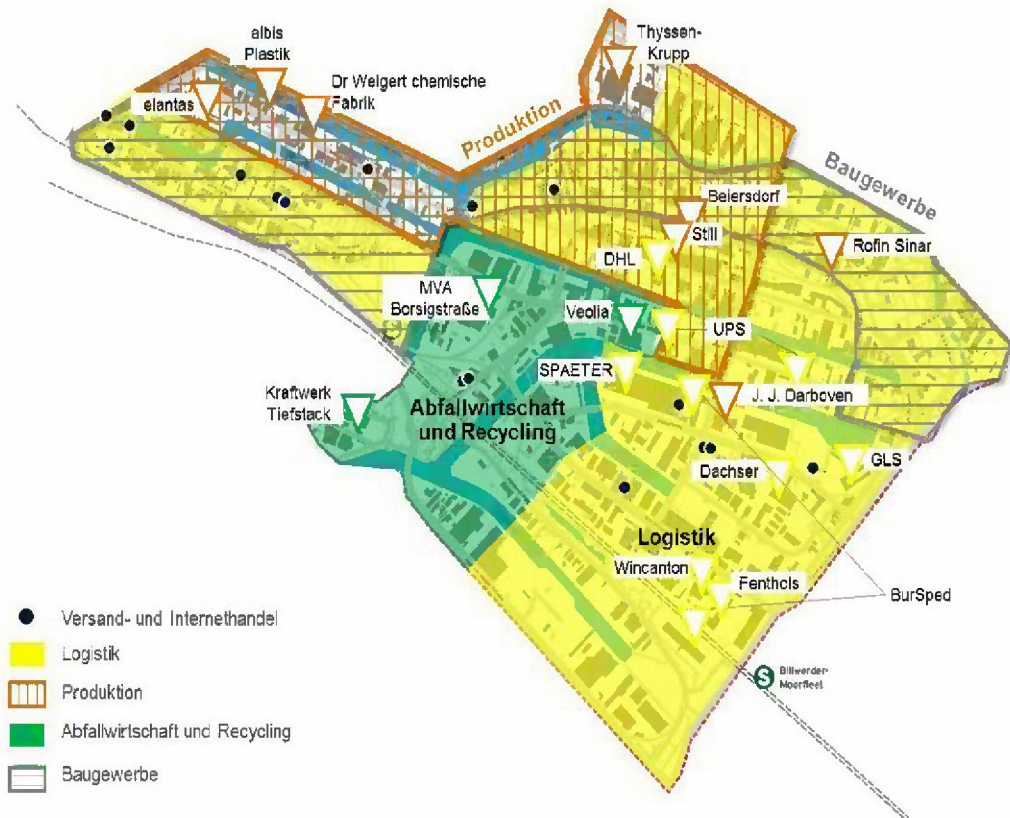 albis
Plastik
Thyssen-
Krupp
Dr Weigert chemische
Fabrik
elantas
Produktion
Baugewerbe
Beiersdorf
Still
Rofin Sinar
DHL
MVA
Borsigstraße
Veolia
UPS
SPAETER
Kraftwerk
Tiefstack
J. J. Darboven
Abfallwirtschaft
und Recycling
Dachser
GLS
Logistik
Wincanton
Fenthols
BurSped
Versand- und Internethandel
Logistik
Produktion
Abfallwirtschaft und Recycling
Baugewerbe
S
Billwerder-
Moorfleet